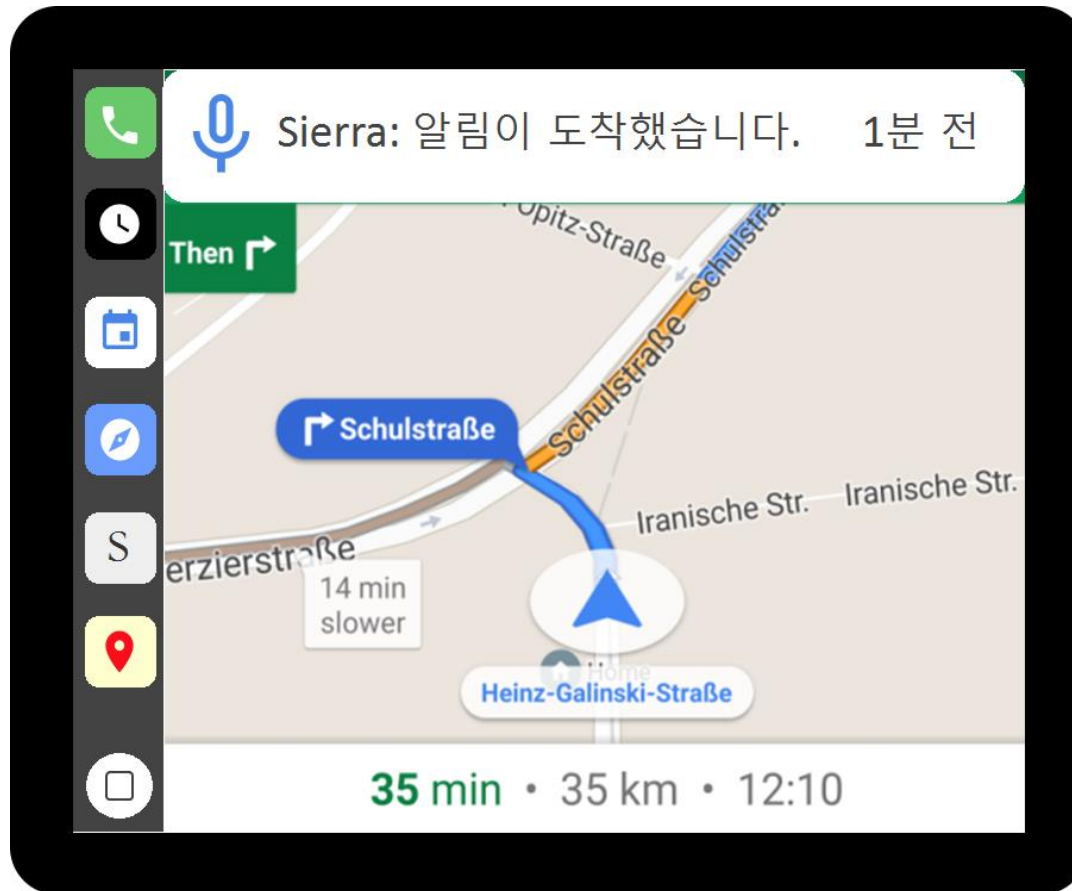 Sierra: 알림이 도착했습니다. 1분 전
Then
Opitz-Straße
Schulstraße
Schulstraße
Schulstraße
Iranische Str.
Iranische Str.
erzierstraße
14 min
slower
S
Home
Heinz-Galinski-Straße
35 min • 35 km • 12:10